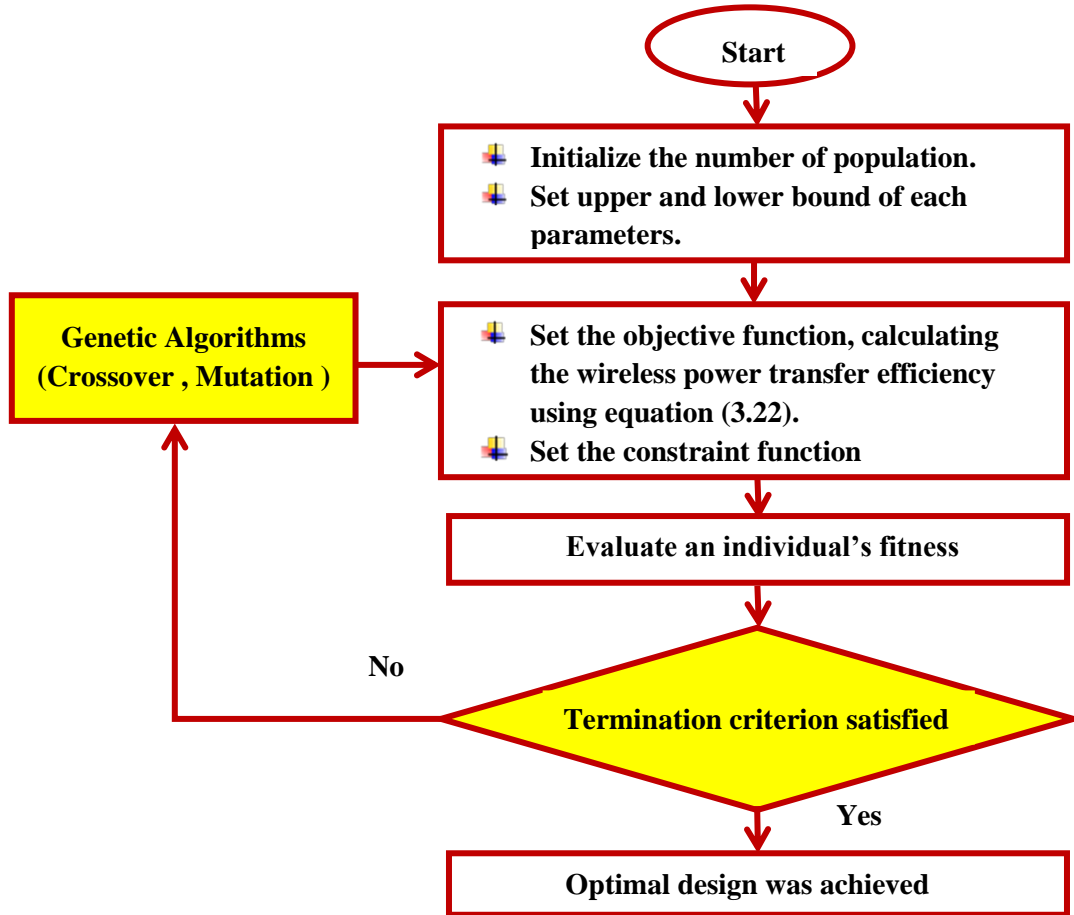 Start
Initialize the number of population.
Set upper and lower bound of each
parameters.
Genetic Algorithms
(Crossover , Mutation )
Set the objective function, calculating
the wireless power transfer efficiency
using equation (3.22).
Set the constraint function
Evaluate an individual’s fitness
No
Termination criterion satisfied
Yes
Optimal design was achieved